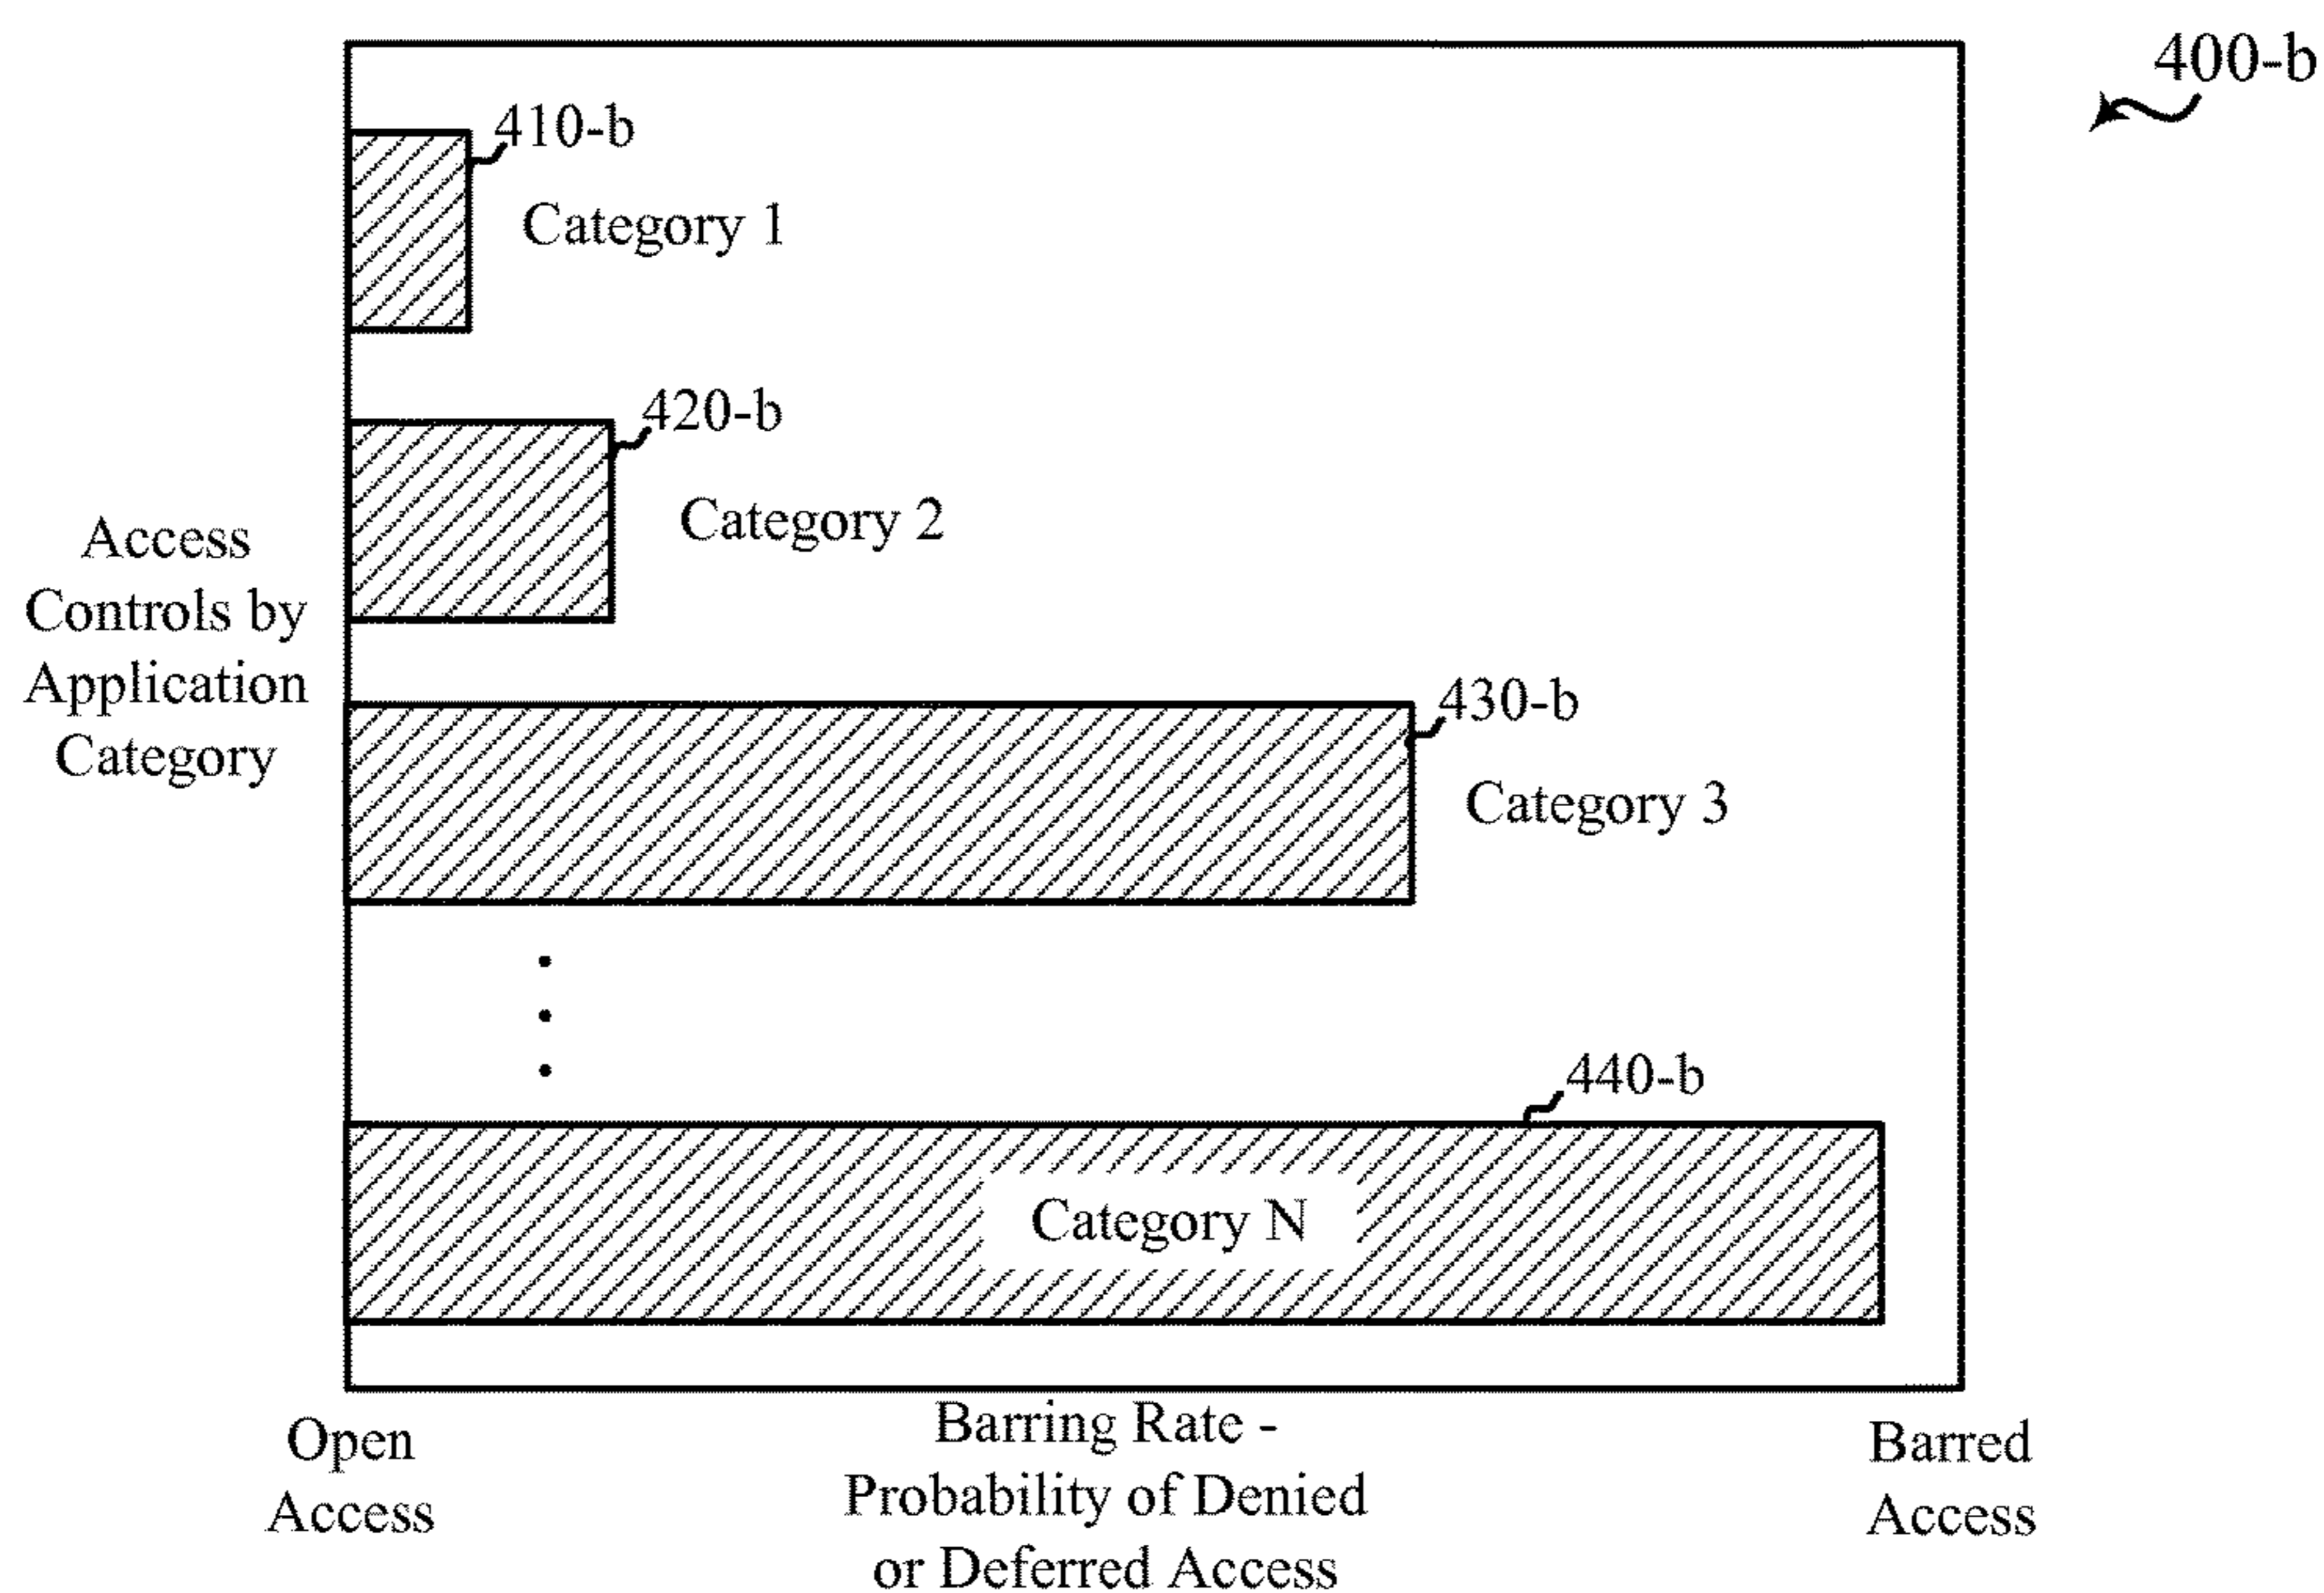 400-b
410-b
Category 1
420-b
Category 2
Access
Controls by
Application
Category
430-b
Category 3
440-b
Category N
Open
Access
Barring Rate -
Probability of Denied
or Deferred Access
Barred
Access